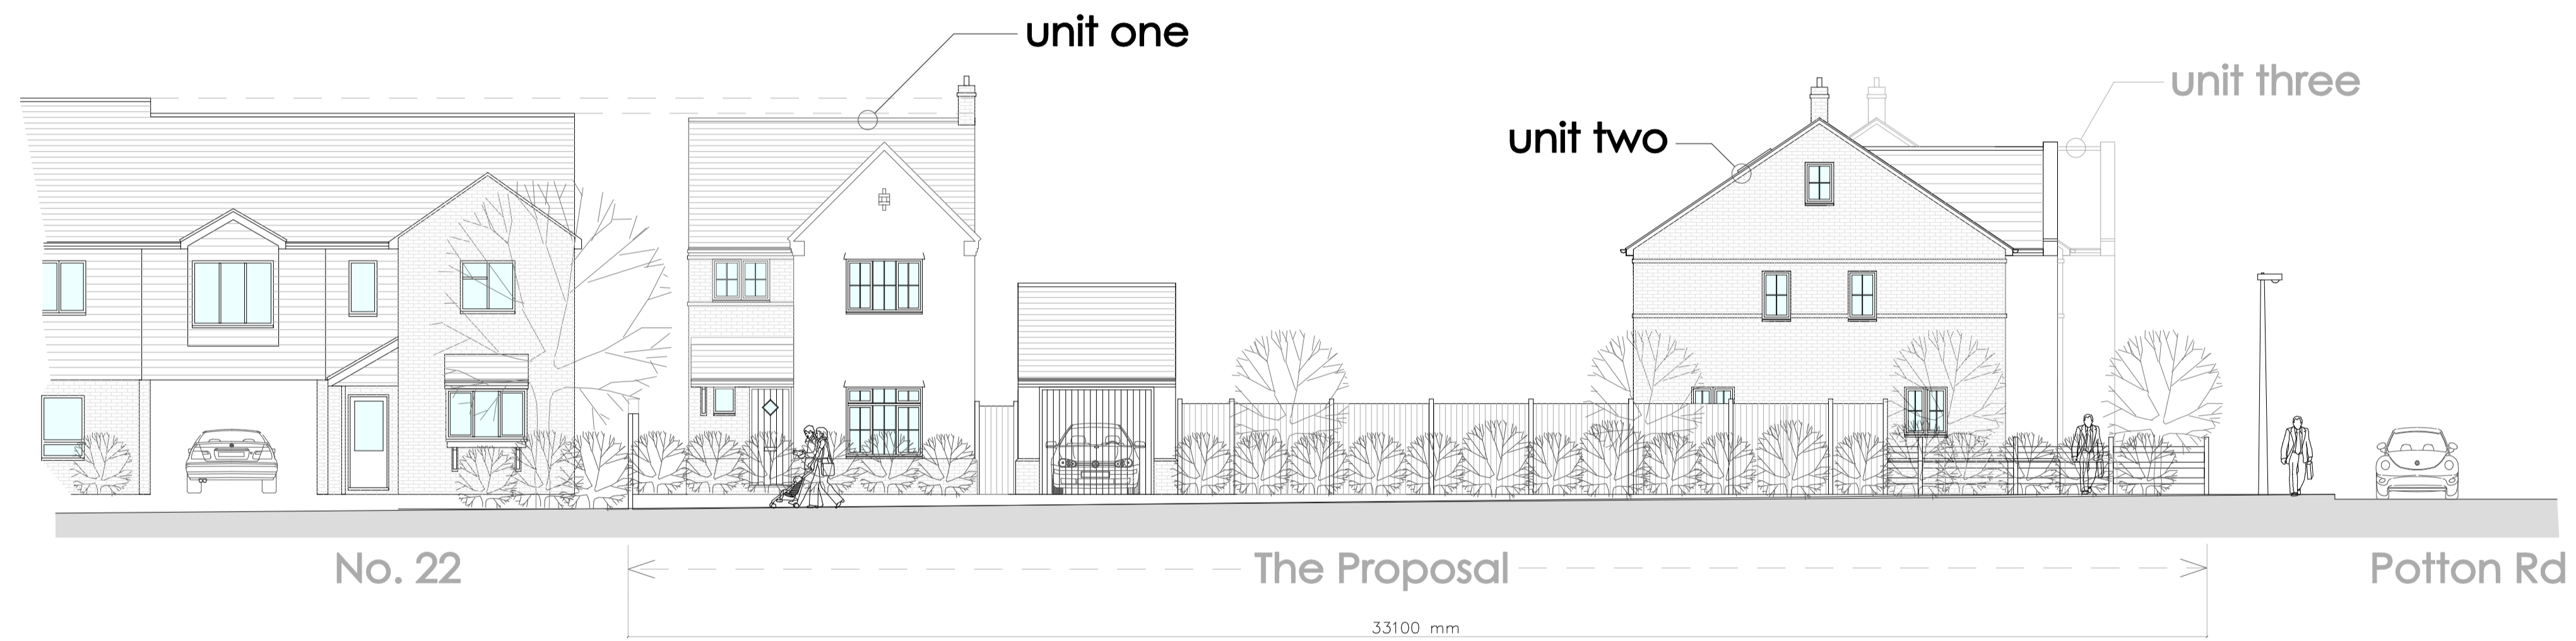 unit one
unit three
unit two
No. 22
The Proposal
Potton Rd
33100 mm